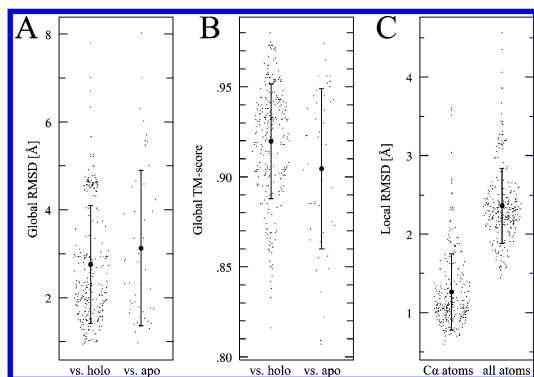 A
Global RMSD [Å]
8
6
4
2
vs. holo vs. apo
B
Global TM-score
.95
.90
.85
.80
vs. holo vs. apo
C
Local RMSD [Å]
4
3
2
1
Cα atoms all atoms